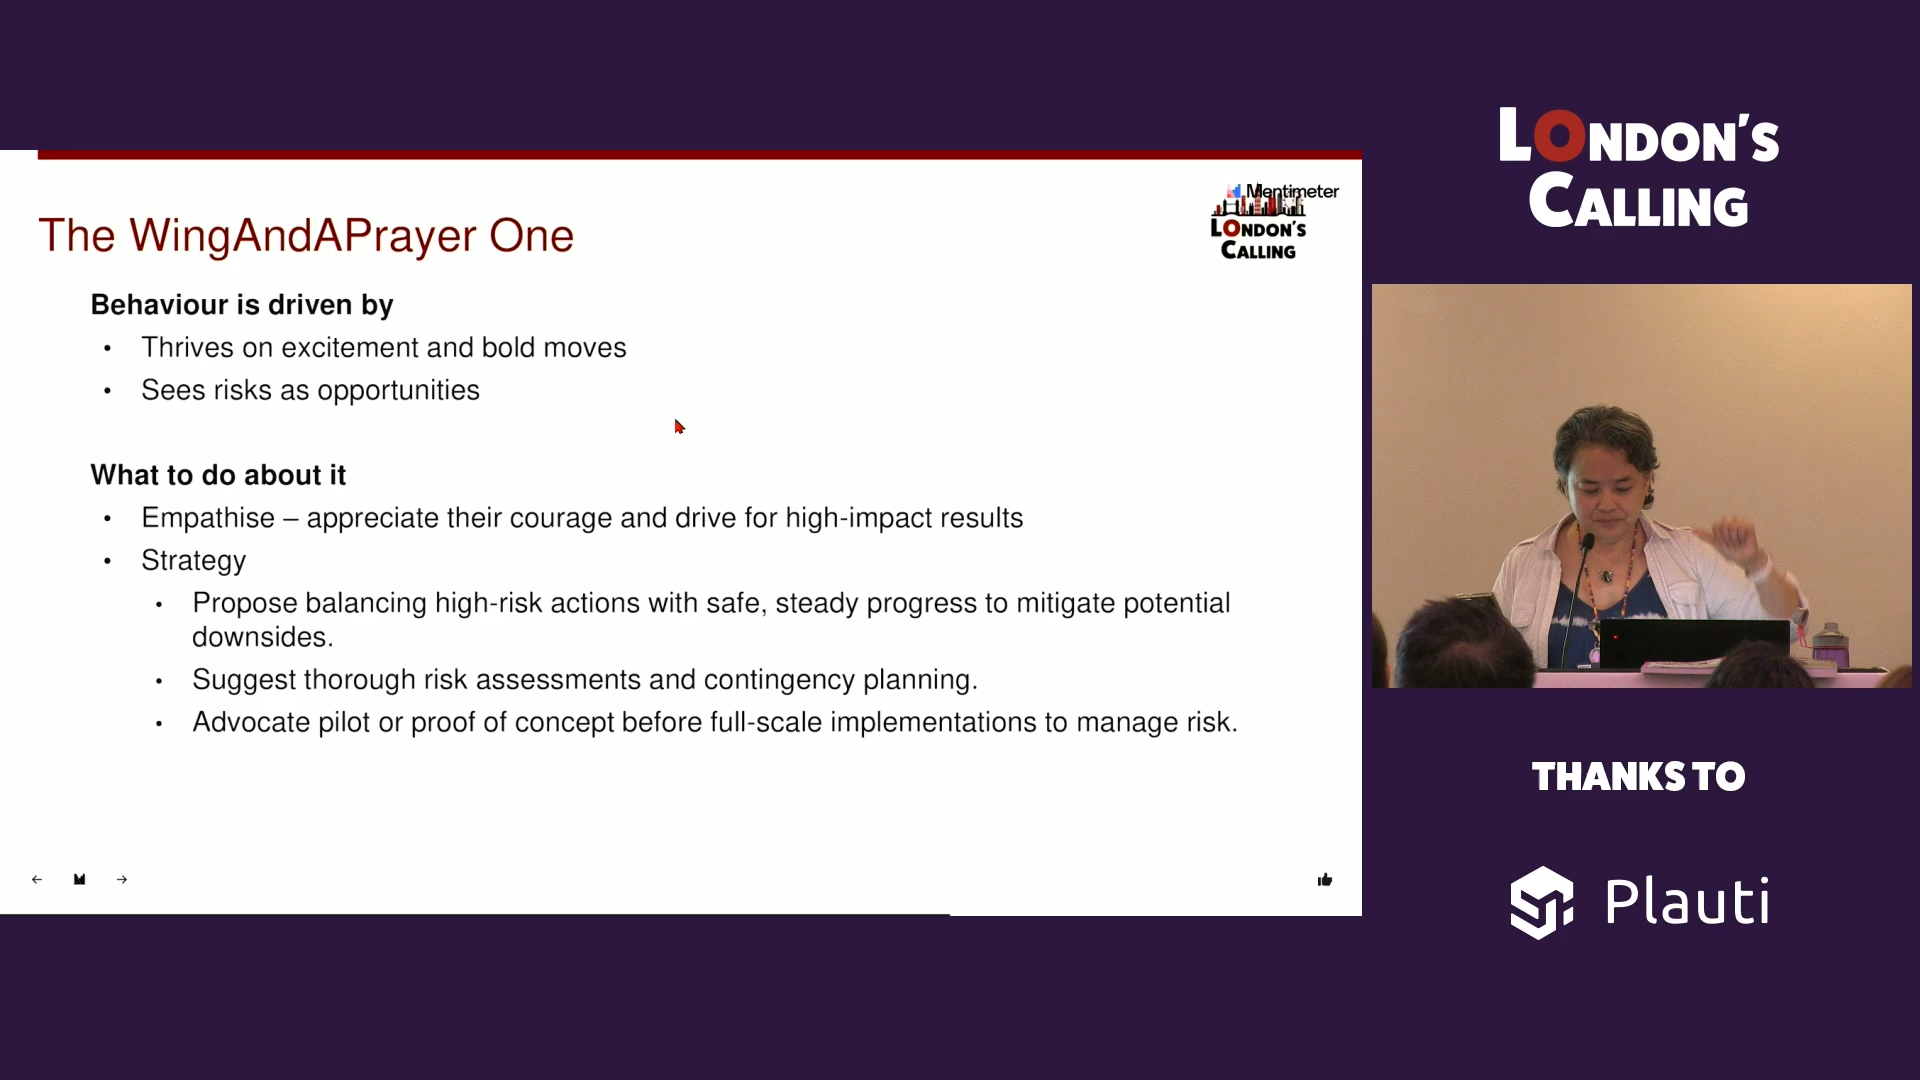 The WingAndAPrayer One
Mentimeter
LONDON'S
CALLING
Behaviour is driven by
• Thrives on excitement and bold moves
• Sees risks as opportunities
What to do about it
• Empathise – appreciate their courage and drive for high-impact results
• Strategy
• Propose balancing high-risk actions with safe, steady progress to mitigate potential
downsides.
• Suggest thorough risk assessments and contingency planning.
• Advocate pilot or proof of concept before full-scale implementations to manage risk.
LONDON'S
CALLING
THANKS TO
Plauti